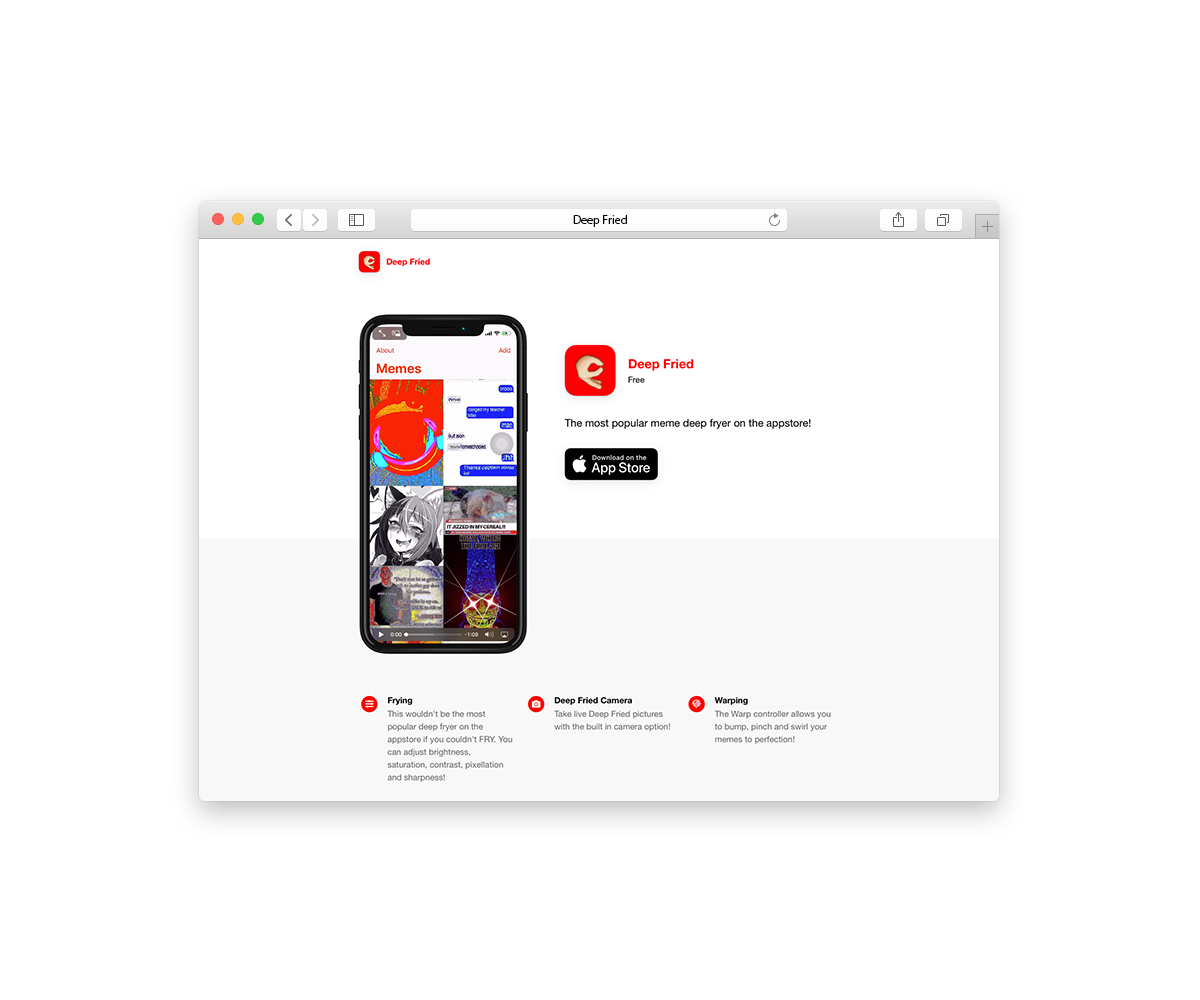 Deep Fried
Deep Fried
About
Add
Memes
IT JIZZED IN MY CEREAL!!!
0:00
-1:09
Deep Fried
Free
The most popular meme deep fryer on the appstore!
Download on the
App Store
Frying
This wouldn't be the most
popular deep fryer on the
appstore if you couldn't FRY. You
can adjust brightness,
saturation, contrast, pixellation
and sharpness!
Deep Fried Camera
Take live Deep Fried pictures
with the built in camera option!
Warping
The Warp controller allows you
to bump, pinch and swirl your
memes to perfection!